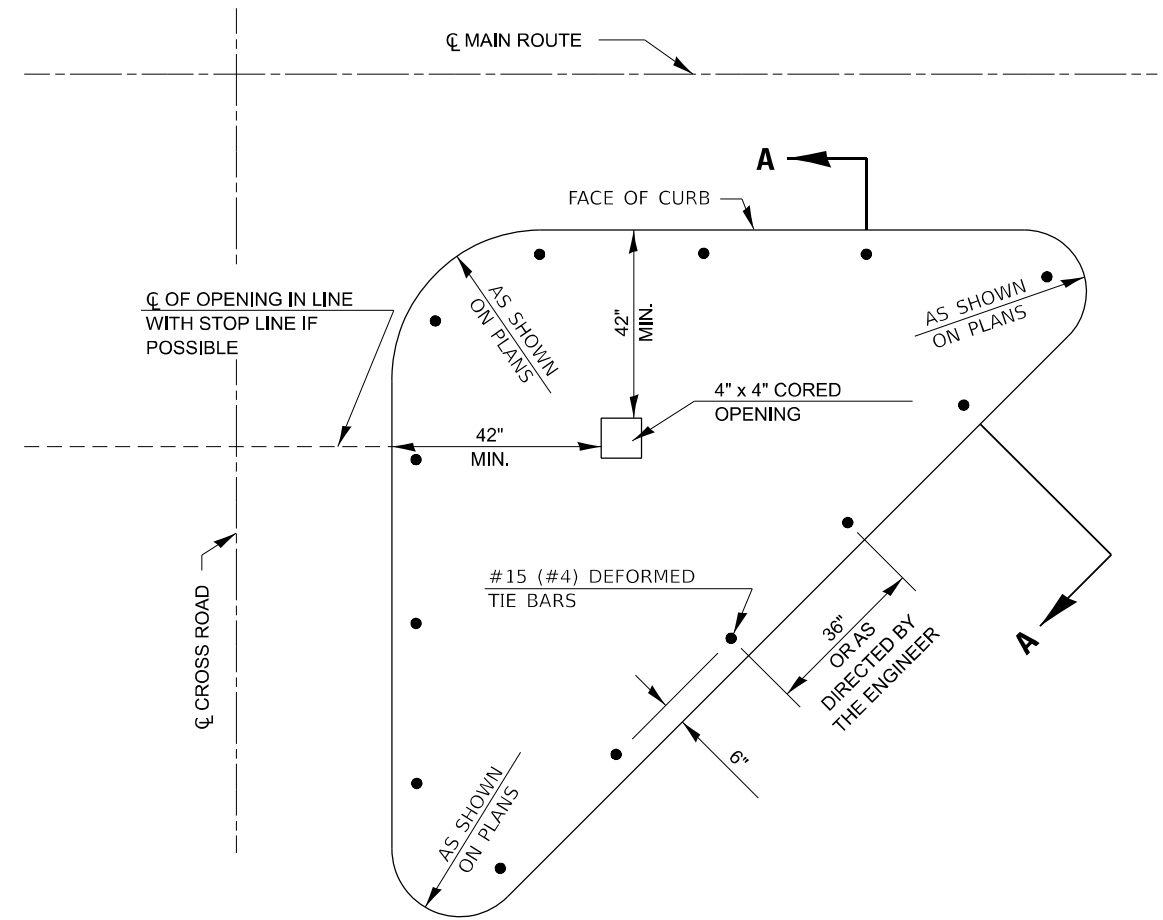 ℄ MAIN ROUTE
A
FACE OF CURB
℄ OF OPENING IN LINE
WITH STOP LINE IF
POSSIBLE
AS SHOWN
ON PLANS
42"
MIN.
AS SHOWN
ON PLANS
4" x 4" CORED
OPENING
42"
MIN.
℄ CROSS ROAD
#15 (#4) DEFORMED
TIE BARS
36"
OR AS
DIRECTED BY
THE ENGINEER
A
6"
AS SHOWN
ON PLANS